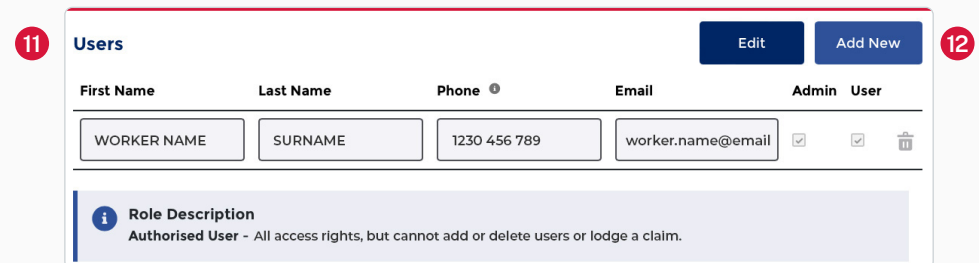 11 Users Edit Add New 12
First Name Last Name Phone Email Admin User
WORKER NAME SURNAME 1230 456 789 worker.name@email
Role Description
Authorised User - All access rights, but cannot add or delete users or lodge a claim.